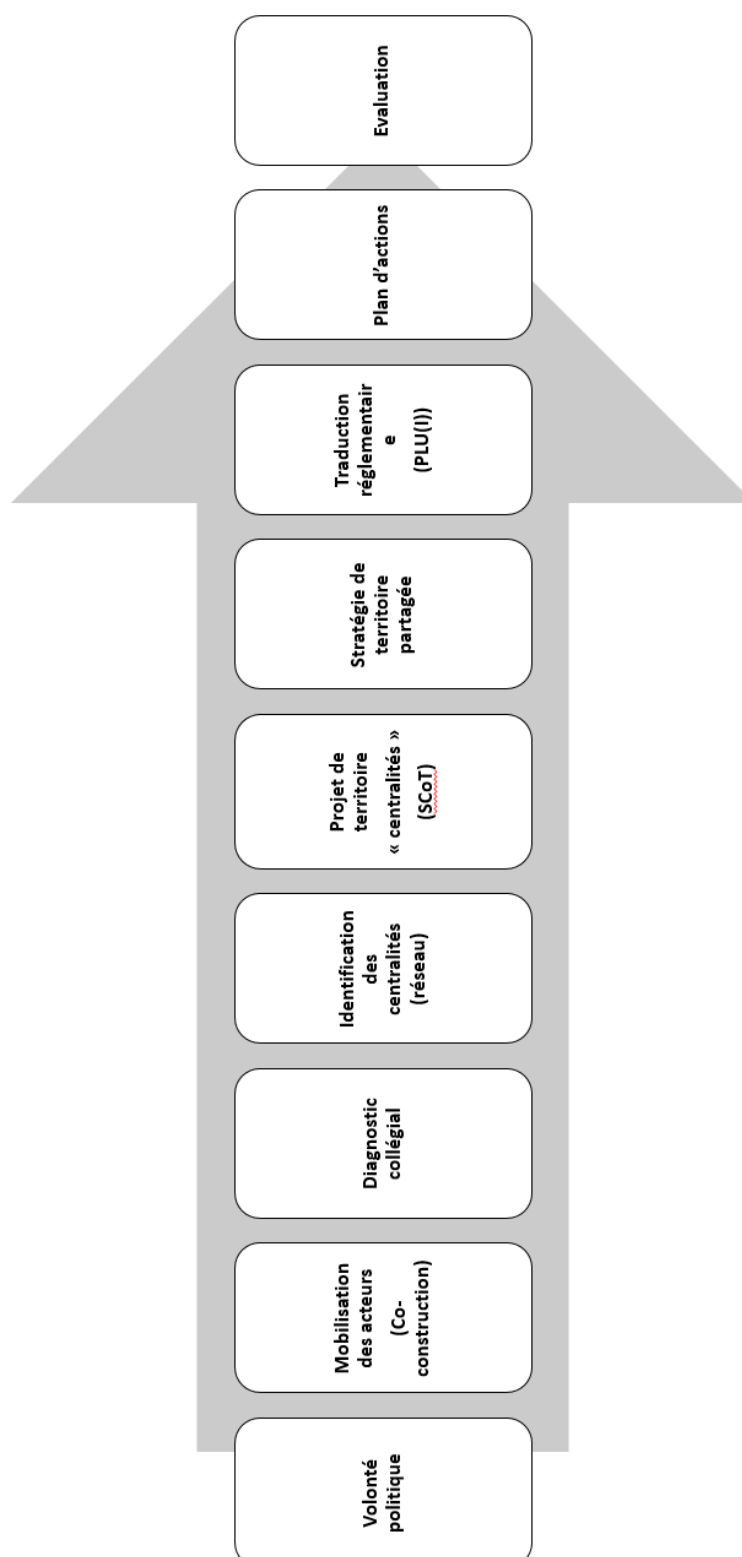 Volonté
politique
Mobilisation
des acteurs
(Co-
construction)
Diagnostic
collégial
Identification
des
centralités
(réseau)
Projet de
territoire
« centralités »
(SCoT)
Stratégie de
territoire
partagée
Traduction
réglementair
e
(PLU(I))
Plan d’actions
Evaluation